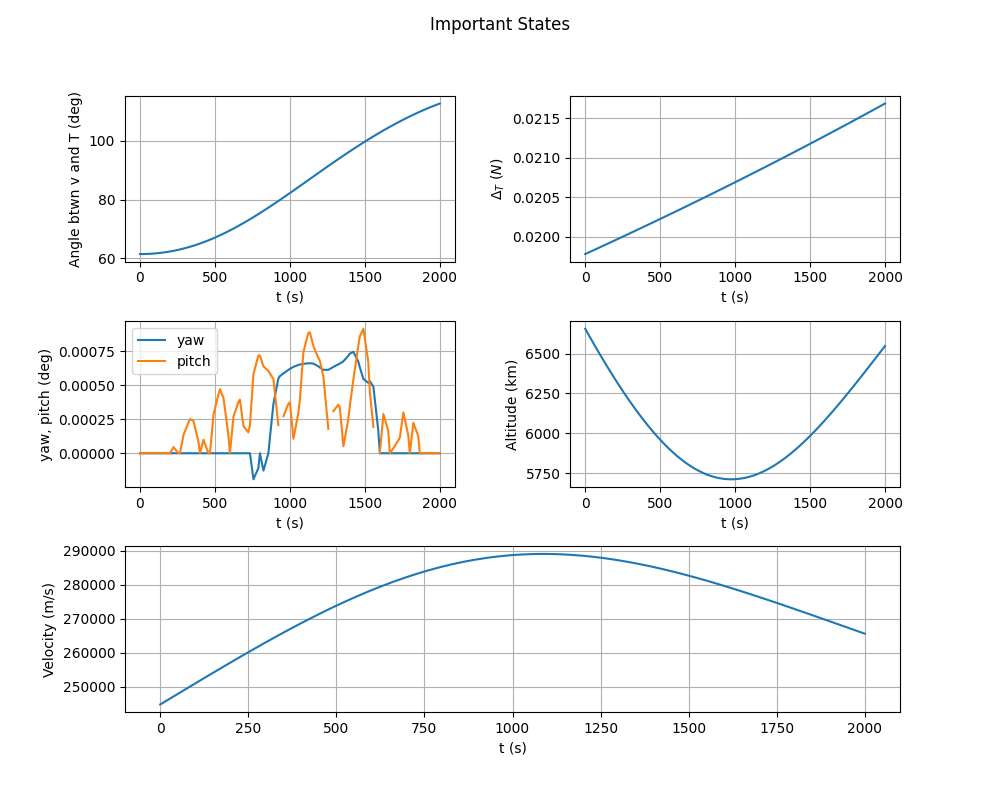 Important States
Angle btwn v and T (deg)
100
80
60
0 500 1000 1500 2000
t (s)
Δ_T (N)
0.0215
0.0210
0.0205
0.0200
0 500 1000 1500 2000
t (s)
yaw, pitch (deg)
yaw
pitch
0.00075
0.00050
0.00025
0.00000
0 500 1000 1500 2000
t (s)
Altitude (km)
6500
6250
6000
5750
0 500 1000 1500 2000
t (s)
Velocity (m/s)
290000
280000
270000
260000
250000
0 250 500 750 1000 1250 1500 1750 2000
t (s)